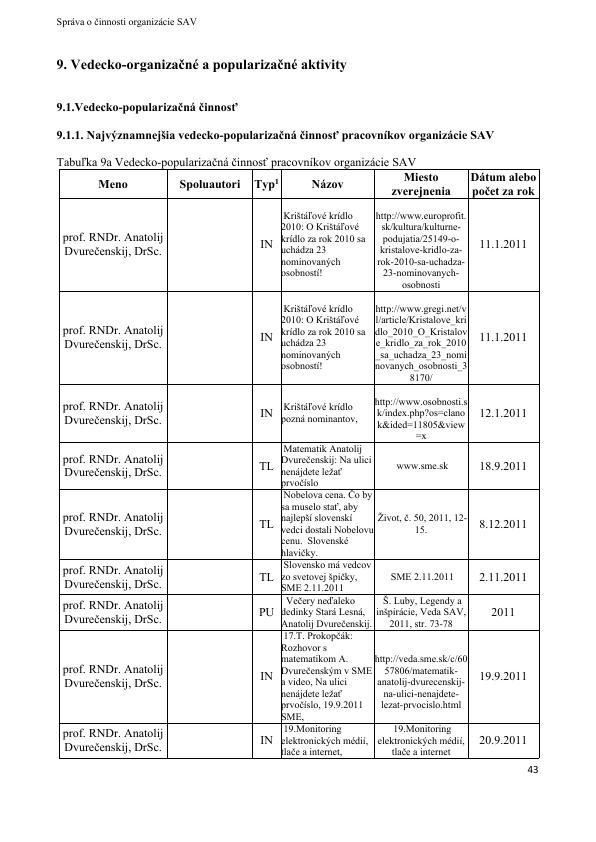 Správa o činnosti organizácie SAV
9. Vedecko-organizačné a popularizačné aktivity
9.1.Vedecko-popularizačná činnosť
9.1.1. Najvýznamnejšia vedecko-popularizačná činnosť pracovníkov organizácie SAV
Tabuľka 9a Vedecko-popularizačná činnosť pracovníkov organizácie SAV
Meno
Spoluautori
Typ¹
Názov
Miesto
zverejnenia
Dátum alebo
počet za rok
prof. RNDr. Anatolij
Dvurečenskij, DrSc.
IN
Krištáľové krídlo
2010: O Krištáľové
krídlo za rok 2010 sa
uchádza 23
nominovaných
osobností!
http://www.europrofit.
sk/kultura/kulturne-
podujatia/25149-o-
kristalove-kridlo-za-
rok-2010-sa-uchadza-
23-nominovanych-
osobnosti
11.1.2011
prof. RNDr. Anatolij
Dvurečenskij, DrSc.
IN
Krištáľové krídlo
2010: O Krištáľové
krídlo za rok 2010 sa
uchádza 23
nominovaných
osobností!
http://www.gregi.net/v
l/article/Kristalove_kri
dlo_2010_O_Kristalov
e_kridlo_za_rok_2010
_sa_uchadza_23_nomi
novanych_osobnosti_3
8170/
11.1.2011
prof. RNDr. Anatolij
Dvurečenskij, DrSc.
IN
Krištáľové krídlo
pozná nominantov,
http://www.osobnosti.s
k/index.php?os=clano
k&ided=11805&view
=x
12.1.2011
prof. RNDr. Anatolij
Dvurečenskij, DrSc.
TL
Matematik Anatolij
Dvurečenskij: Na ulici
nenájdete ležať
prvočíslo
www.sme.sk
18.9.2011
prof. RNDr. Anatolij
Dvurečenskij, DrSc.
TL
Nobelova cena. Čo by
sa muselo stať, aby
najlepší slovenskí
vedci dostali Nobelovu
cenu. Slovenské
hlavičky.
Život, č. 50, 2011, 12-
15.
8.12.2011
prof. RNDr. Anatolij
Dvurečenskij, DrSc.
TL
Slovensko má vedcov
zo svetovej špičky,
SME 2.11.2011
SME 2.11.2011
2.11.2011
prof. RNDr. Anatolij
Dvurečenskij, DrSc.
PU
Večery neďaleko
dedinky Stará Lesná,
Anatolij Dvurečenskij.
Š. Luby, Legendy a
inšpirácie, Veda SAV,
2011, str. 73-78
2011
prof. RNDr. Anatolij
Dvurečenskij, DrSc.
IN
17.T. Prokopčák:
Rozhovor s
matematikom A.
Dvurečenským v SME
a video, Na ulici
nenájdete ležať
prvočíslo, 19.9.2011
SME,
http://veda.sme.sk/c/60
57806/matematik-
anatolij-dvurecenskij-
na-ulici-nenajdete-
lezat-prvocislo.html
19.9.2011
prof. RNDr. Anatolij
Dvurečenskij, DrSc.
IN
19.Monitoring
elektronických médií,
tlače a internet,
19.Monitoring
elektronických médií,
tlače a internet
20.9.2011
43